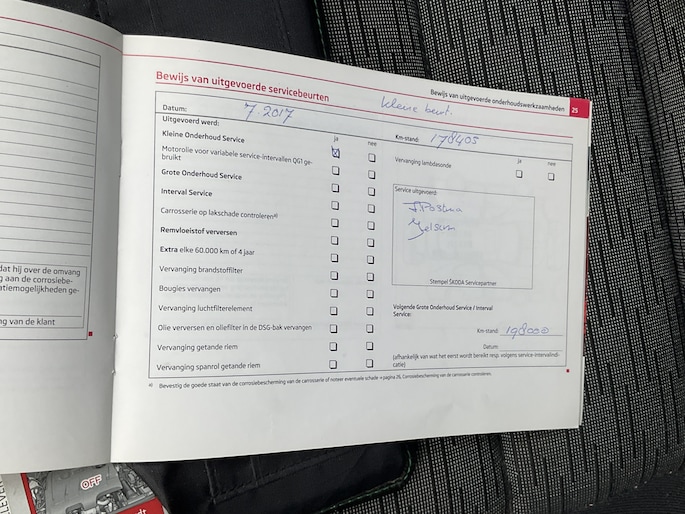 dat hij over de omvang
g aan de corrosiebe-
atiemogelijkheden ge-
ng van de klant
Bewijs van uitgevoerde onderhoudswerkzaamheden 25
Bewijs van uitgevoerde servicebeurten
Datum: 7.2017 kleine beurt.
Uitgevoerd werd: Km-stand: 178405
Kleine Onderhoud Service ja nee
Motorolie voor variabele service-intervallen QG1 ge-
bruikt
Grote Onderhoud Service
Interval Service
Carrosserie op lakschade controleren a)
Remvloeistof verversen
Extra elke 60.000 km of 4 jaar
Vervanging brandstoffilter
Bougies vervangen
Vervanging luchtfilterelement
Olie verversen en oliefilter in de DSG-bak vervangen
Vervanging getande riem
Vervanging spanrol getande riem
ja nee
Vervanging lambdasonde
Service uitgevoerd:
Postma
Stempel ŠKODA Servicepartner
Volgende Grote Onderhoud Service / Interval
Service:
Km-stand: 198000
Datum:
(afhankelijk van wat het eerst wordt bereikt resp. volgens service-intervalindi-
catie)
a) Bevestig de goede staat van de corrosiebescherming van de carrosserie of noteer eventuele schade → pagina 26, Corrosiebescherming van de carrosserie controleren.
OFF